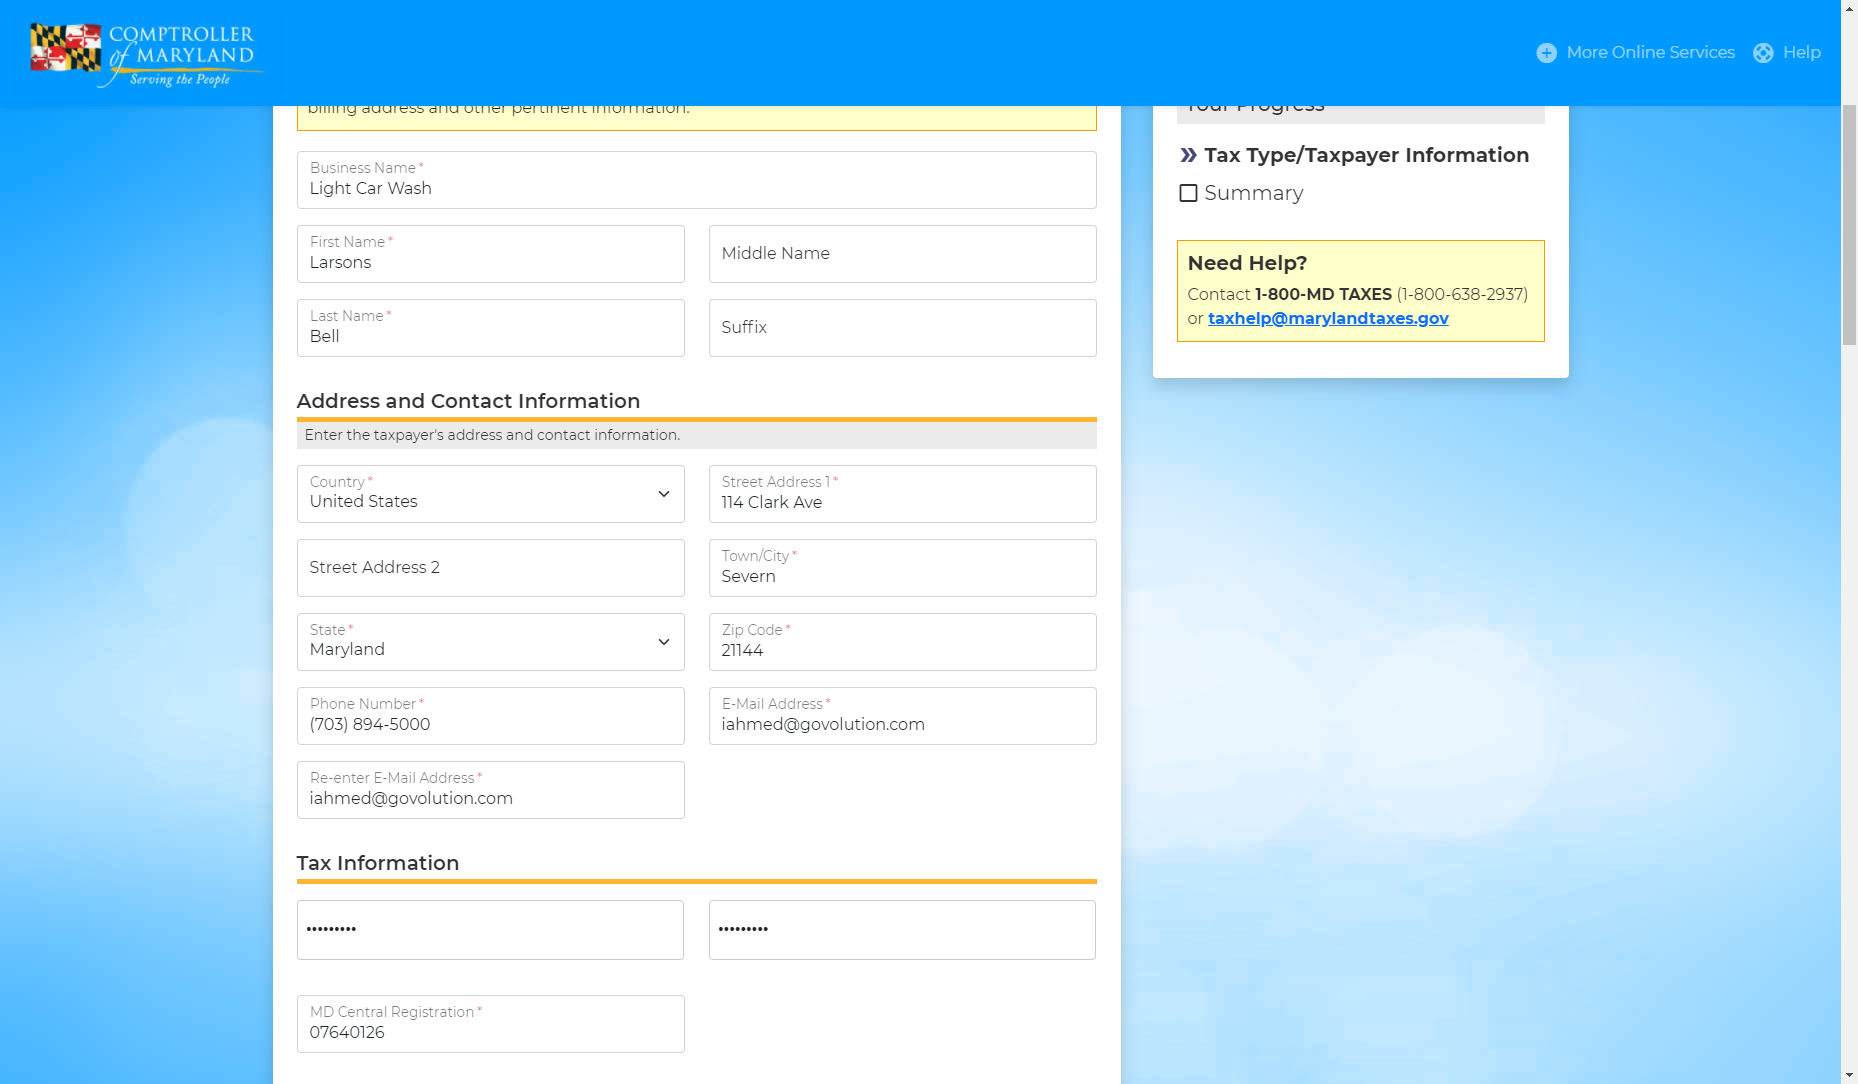 COMPTROLLER
of MARYLAND
Serving the People
More Online Services
Help
billing address and other pertinent information.
Business Name *
Light Car Wash
First Name *
Larsons
Middle Name
Last Name *
Bell
Suffix
Address and Contact Information
Enter the taxpayer's address and contact information.
Country *
United States
Street Address 1 *
114 Clark Ave
Street Address 2
Town/City *
Severn
State *
Maryland
Zip Code *
21144
Phone Number *
(703) 894-5000
E-Mail Address *
iahmed@govolution.com
Re-enter E-Mail Address *
iahmed@govolution.com
Tax Information
•••••••••
•••••••••
MD Central Registration *
07640126
Your Progress
Tax Type/Taxpayer Information
Summary
Need Help?
Contact 1-800-MD TAXES (1-800-638-2937)
or taxhelp@marylandtaxes.gov